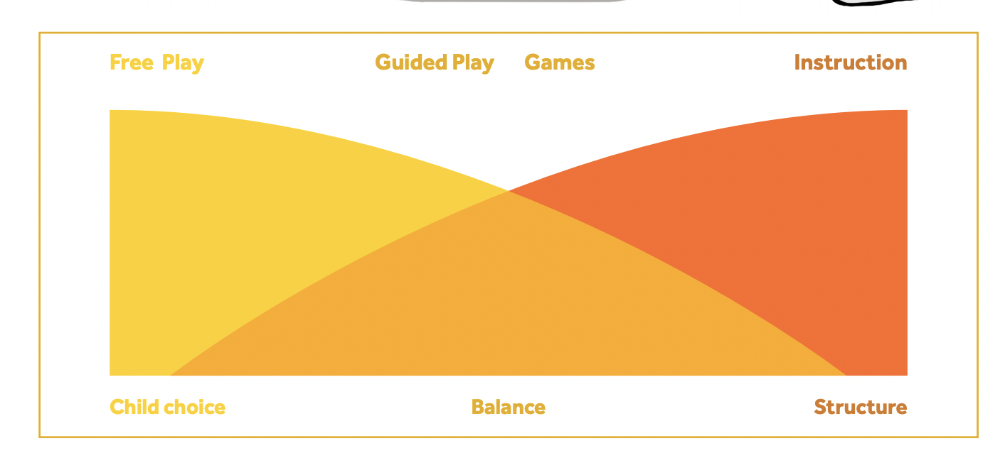 Free Play Guided Play Games Instruction
Child choice Balance Structure